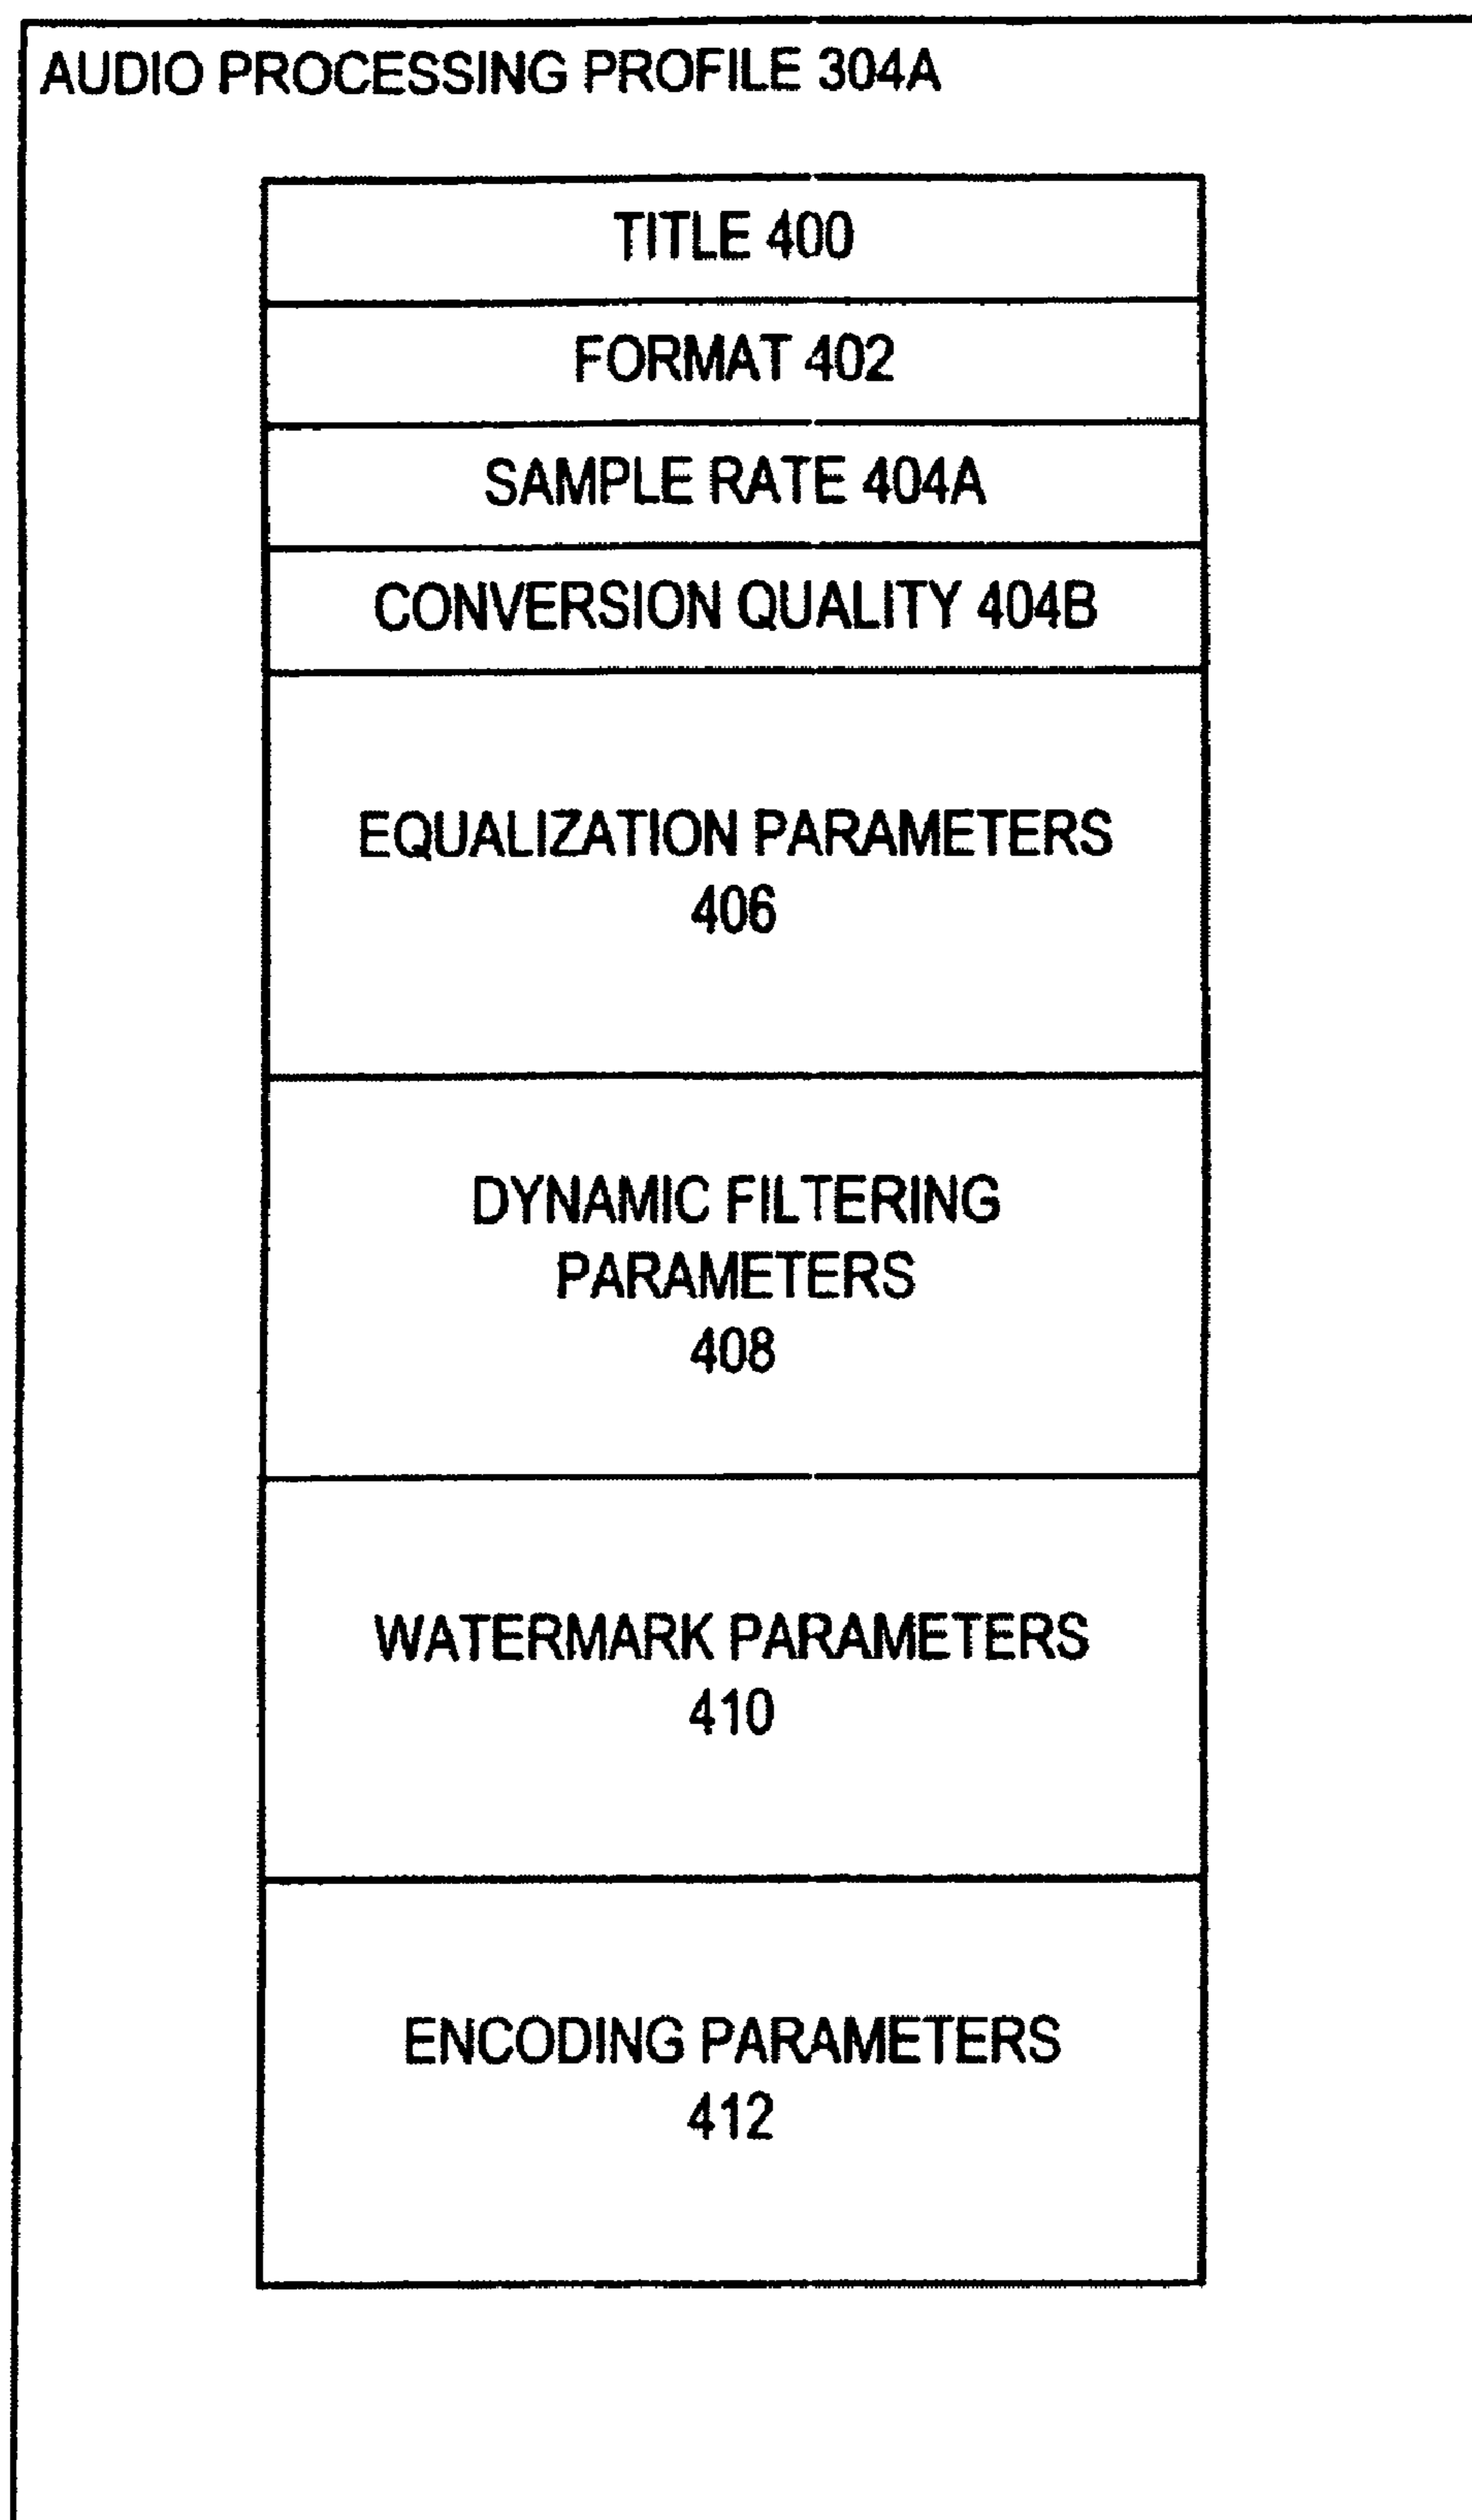 AUDIO PROCESSING PROFILE 304A
TITLE 400
FORMAT 402
SAMPLE RATE 404A
CONVERSION QUALITY 404B
EQUALIZATION PARAMETERS
406
DYNAMIC FILTERING
PARAMETERS
408
WATERMARK PARAMETERS
410
ENCODING PARAMETERS
412